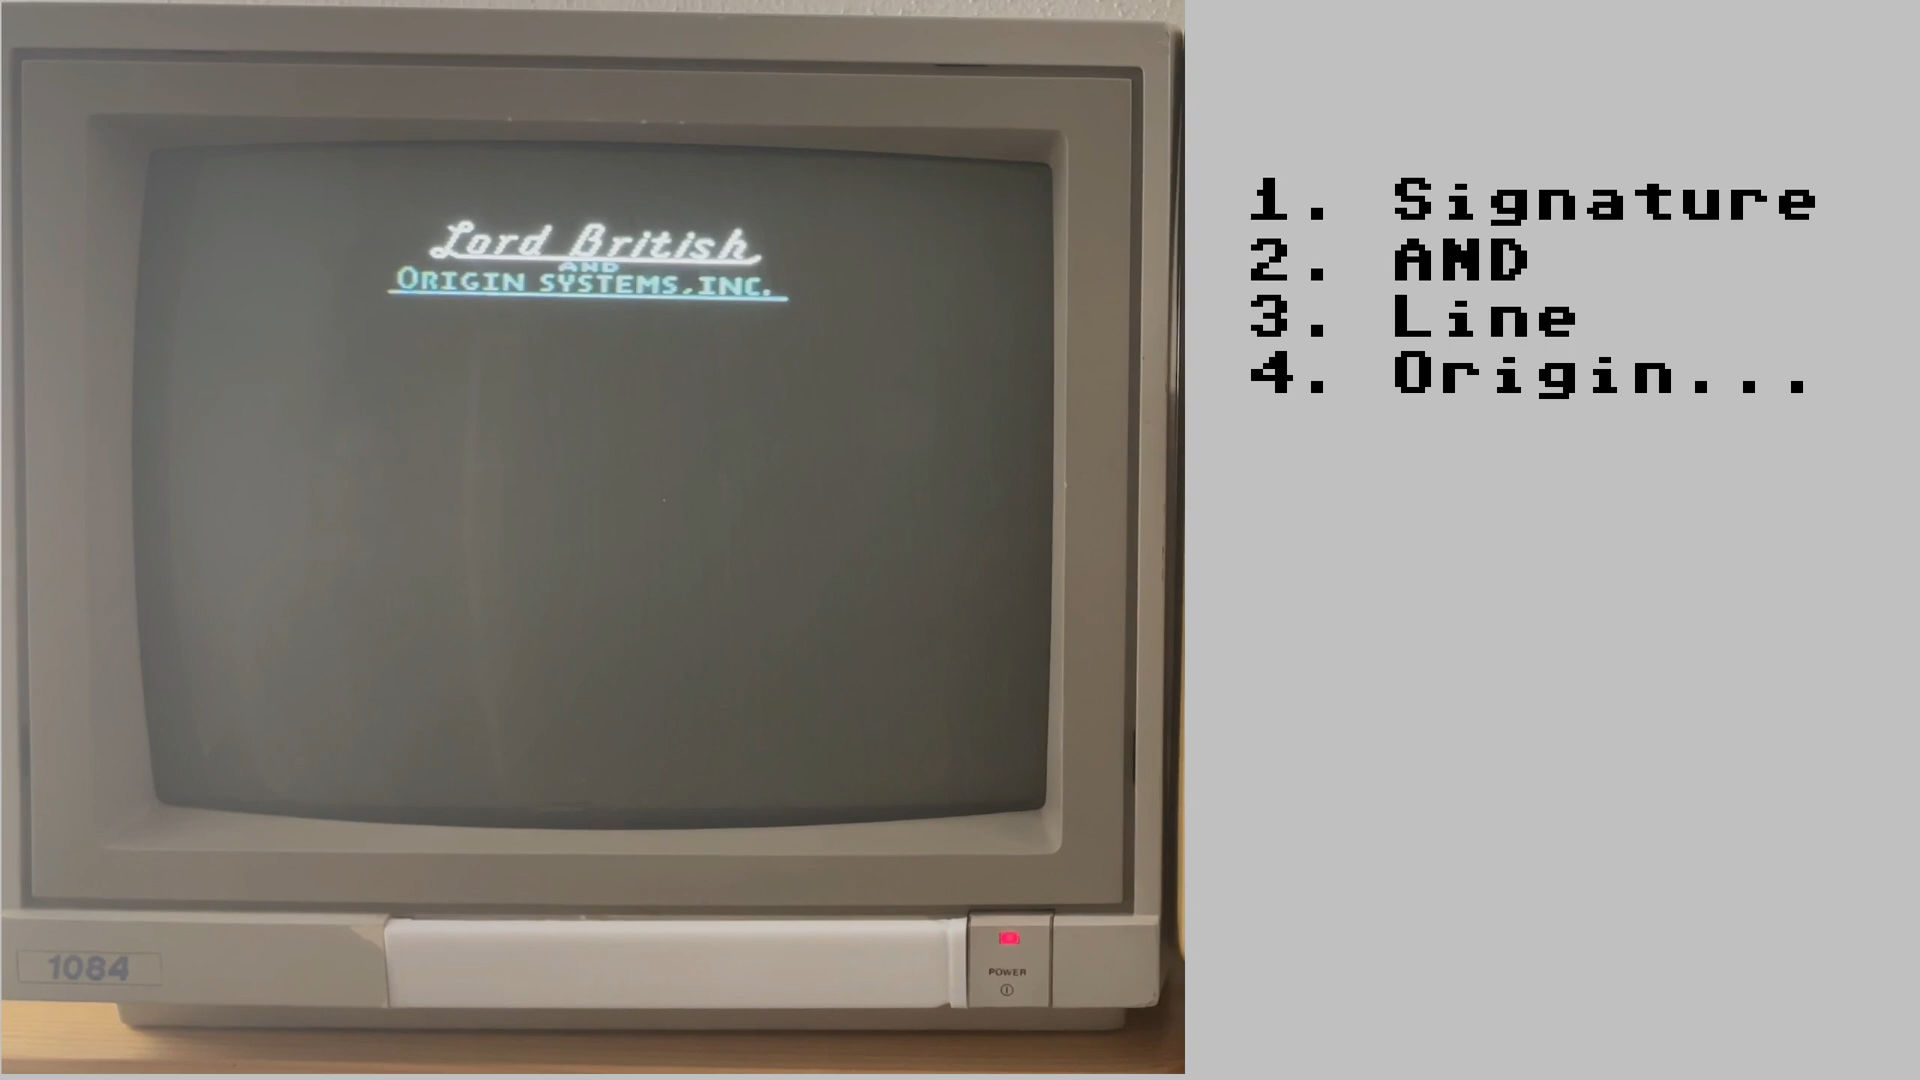 Lord British
AND
ORIGIN SYSTEMS, INC.
1084
POWER
1. Signature
2. AND
3. Line
4. Origin...